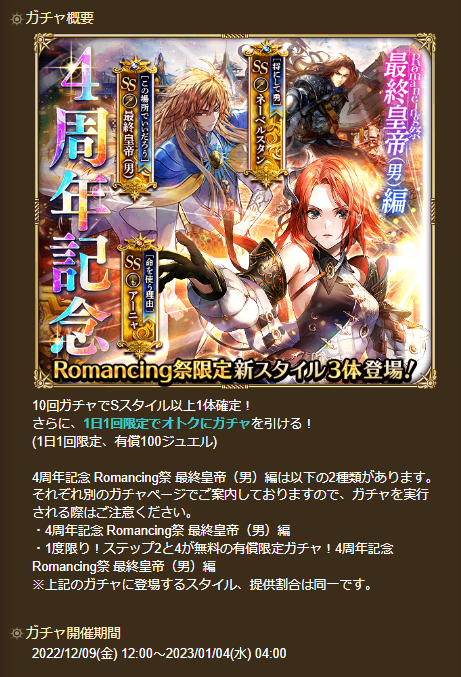 ガチャ概要
4周年記念
Romancing祭
最終皇帝(男)編
SS
[この場所でいいだろう]
最終皇帝(男)
SS
[将にして勇]
ネーベルスタン
SS
[命を使う理由]
アーニャ
Romancing祭限定 新スタイル3体登場!
10回ガチャでSスタイル以上1体確定！
さらに、1日1回限定でオトクにガチャを引ける！
(1日1回限定、有償100ジュエル)
4周年記念 Romancing祭 最終皇帝（男）編は以下の2種類があります。
それぞれ別のガチャページでご案内しておりますので、ガチャを実行
される際はご注意ください。
・4周年記念 Romancing祭 最終皇帝（男）編
・1度限り！ステップ2と4が無料の有償限定ガチャ！4周年記念
Romancing祭 最終皇帝（男）編
※上記のガチャに登場するスタイル、提供割合は同一です。
ガチャ開催期間
2022/12/09(金) 12:00～2023/01/04(水) 04:00